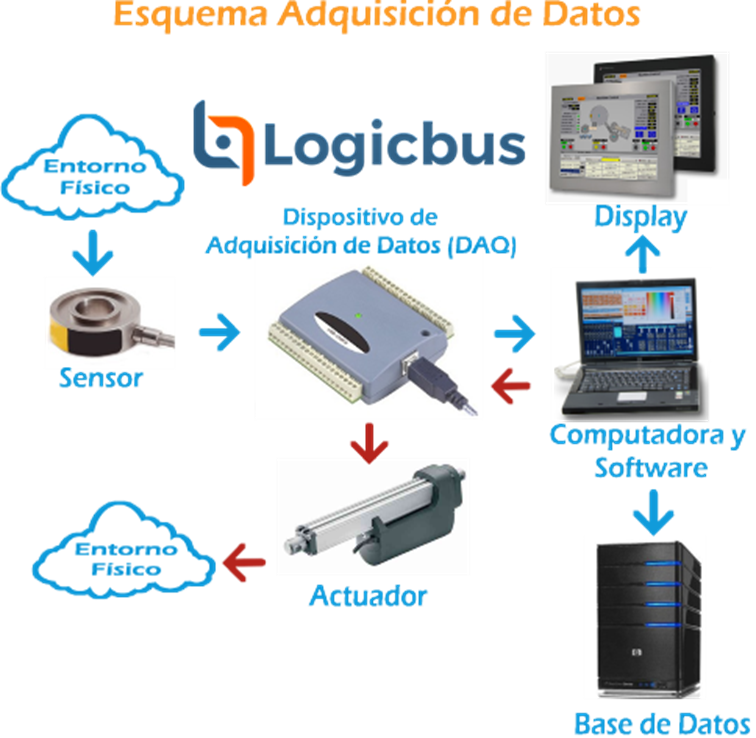 Esquema Adquisición de Datos
Logicbus
Entorno
Físico
Dispositivo de
Adquisición de Datos (DAQ)
Display
Sensor
Computadora y
Software
Entorno
Físico
Actuador
hp
Base de Datos